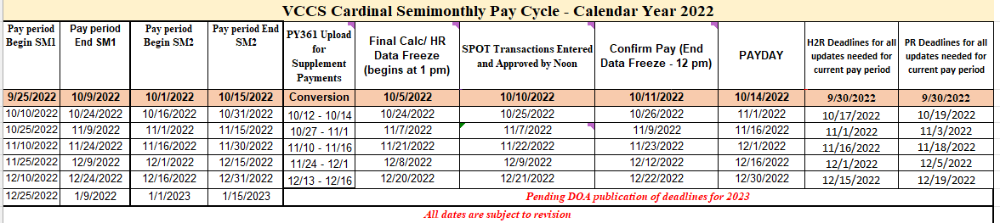 VCCS Cardinal Semimonthly Pay Cycle - Calendar Year 2022
Pay period Begin SM1 Pay period End SM1 Pay period Begin SM2 Pay period End SM2 PY361 Upload for Supplement Payments Final Calc/ HR Data Freeze (begins at 1 pm) SPOT Transactions Entered and Approved by Noon Confirm Pay (End Data Freeze - 12 pm) PAYDAY H2R Deadlines for all updates needed for current pay period PR Deadlines for all updates needed for current pay period
9/25/2022 10/9/2022 10/1/2022 10/15/2022 Conversion 10/5/2022 10/10/2022 10/11/2022 10/14/2022 9/30/2022 9/30/2022
10/10/2022 10/24/2022 10/16/2022 10/31/2022 10/12 - 10/14 10/24/2022 10/25/2022 10/26/2022 11/1/2022 10/17/2022 10/19/2022
10/25/2022 11/9/2022 11/1/2022 11/15/2022 10/27 - 11/1 11/7/2022 11/7/2022 11/9/2022 11/16/2022 11/1/2022 11/3/2022
11/10/2022 11/24/2022 11/16/2022 11/30/2022 11/10 - 11/16 11/21/2022 11/22/2022 11/23/2022 12/1/2022 11/16/2022 11/18/2022
11/25/2022 12/9/2022 12/1/2022 12/15/2022 11/24 - 12/1 12/8/2022 12/9/2022 12/12/2022 12/16/2022 12/1/2022 12/5/2022
12/10/2022 12/24/2022 12/16/2022 12/31/2022 12/13 - 12/16 12/20/2022 12/21/2022 12/22/2022 12/30/2022 12/15/2022 12/19/2022
12/25/2022 1/9/2022 1/1/2023 1/15/2023 Pending DOA publication of deadlines for 2023
All dates are subject to revision